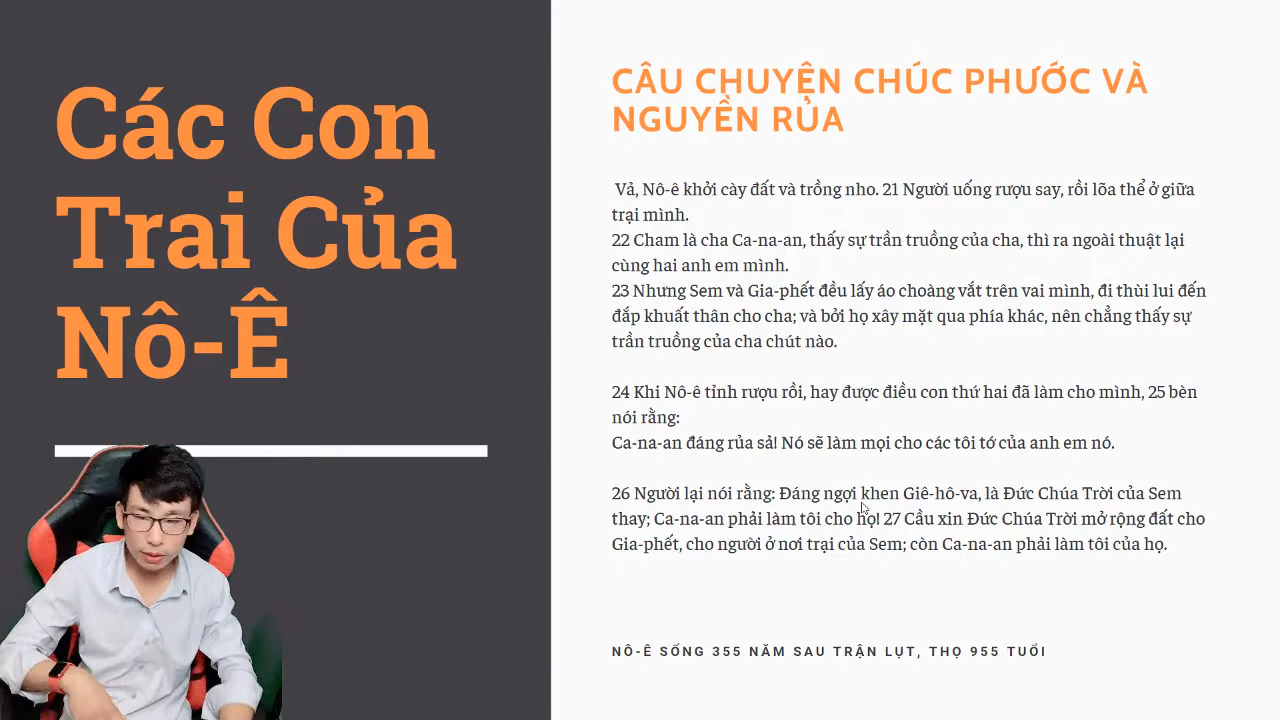 Các Con
Trai Của
Nô-Ê
CÂU CHUYỆN CHÚC PHƯỚC VÀ
NGUYỀN RỦA
Vả, Nô-ê khởi cày đất và trồng nho. 21 Người uống rượu say, rồi lõa thể ở giữa
trại mình.
22 Cham là cha Ca-na-an, thấy sự trần truồng của cha, thì ra ngoài thuật lại
cùng hai anh em mình.
23 Nhưng Sem và Gia-phết đều lấy áo choàng vắt trên vai mình, đi thùi lui đến
đắp khuất thân cho cha; và bởi họ xây mặt qua phía khác, nên chẳng thấy sự
trần truồng của cha chút nào.
24 Khi Nô-ê tỉnh rượu rồi, hay được điều con thứ hai đã làm cho mình, 25 bèn
nói rằng:
Ca-na-an đáng rủa sả! Nó sẽ làm mọi cho các tôi tớ của anh em nó.
26 Người lại nói rằng: Đáng ngợi khen Giê-hô-va, là Đức Chúa Trời của Sem
thay; Ca-na-an phải làm tôi cho họ! 27 Cầu xin Đức Chúa Trời mở rộng đất cho
Gia-phết, cho người ở nơi trại của Sem; còn Ca-na-an phải làm tôi của họ.
NÔ-Ê SỐNG 355 NĂM SAU TRẬN LỤT, THỌ 955 TUỔI